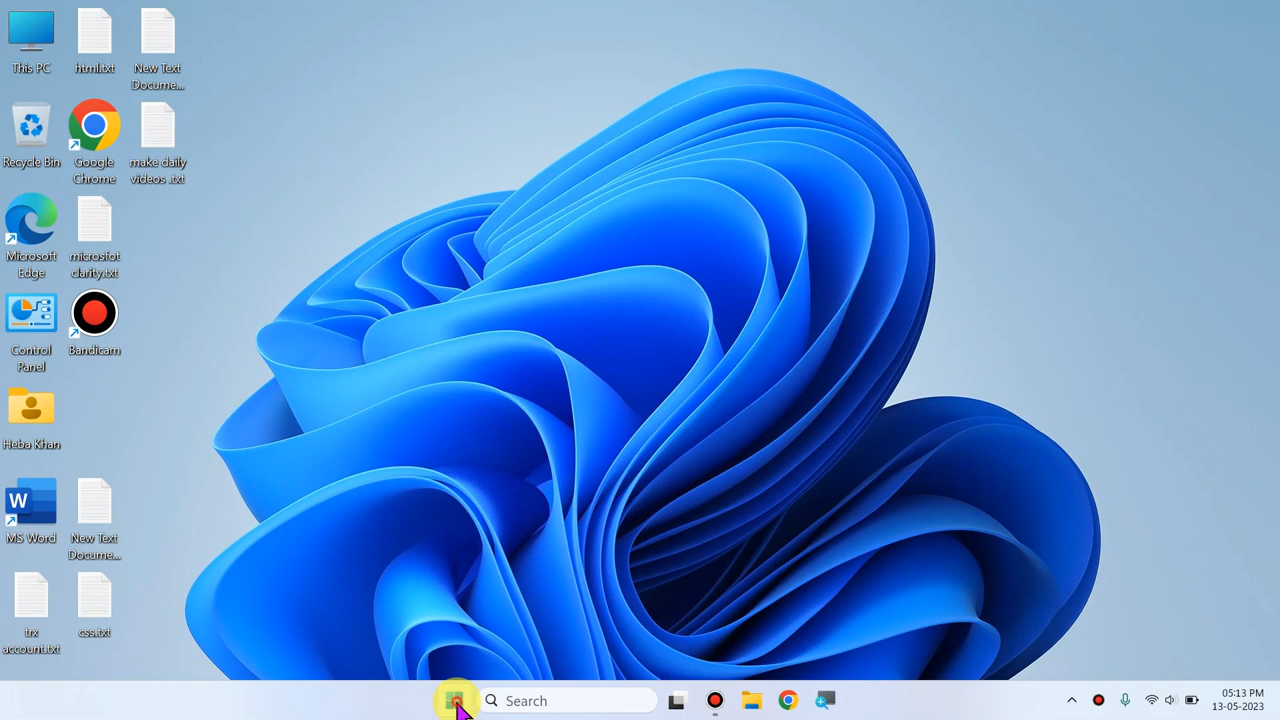 This PC
html.txt
New Text
Docume...
Recycle Bin
Google
Chrome
make daily
videos .txt
Microsoft
Edge
microsfot
clarity.txt
Control
Panel
Bandicam
Heba Khan
W
MS Word
New Text
Docume...
trx
account.txt
css.txt
Search
05:13 PM
13-05-2023